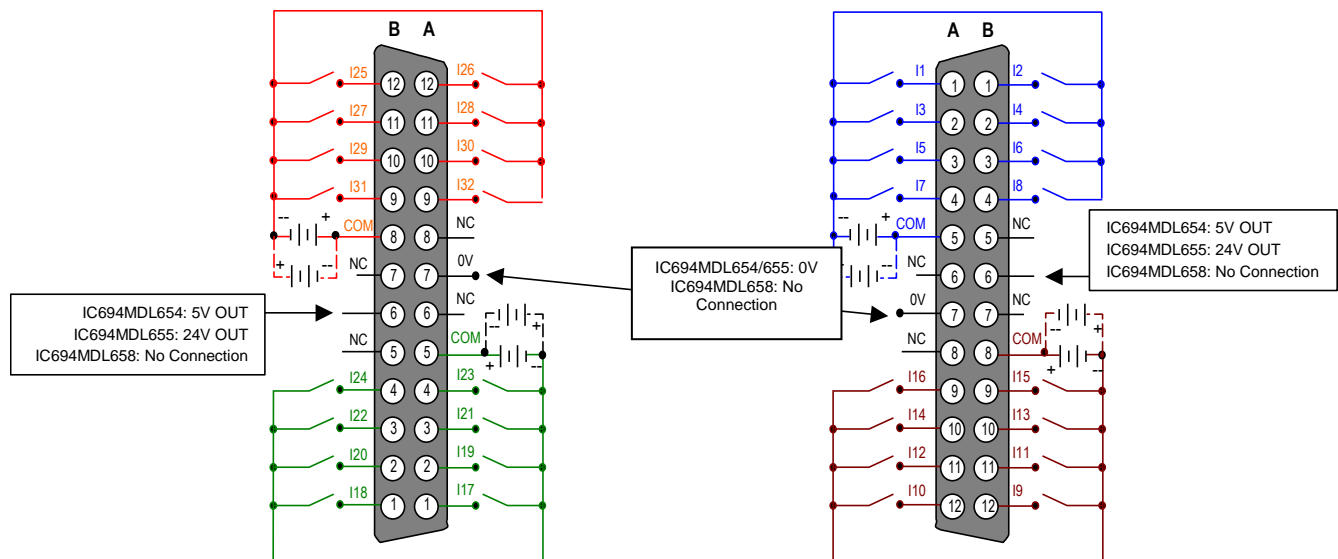 B A
I25 12 12 I26
I27 11 11 I28
I29 10 10 I30
I31 9 9 I32
-- + COM 8 8 NC
+ -- NC 7 7 0V
6 6 NC
NC 5 5 COM -- + + --
I24 4 4 I23
I22 3 3 I21
I20 2 2 I19
I18 1 1 I17
IC694MDL654: 5V OUT
IC694MDL655: 24V OUT
IC694MDL658: No Connection
IC694MDL654/655: 0V
IC694MDL658: No
Connection
A B
I1 1 1 I2
I3 2 2 I4
I5 3 3 I6
I7 4 4 I8
-- + COM 5 5 NC
+ -- NC 6 6
0V 7 7 NC
NC 8 8 COM -- + + --
I16 9 9 I15
I14 10 10 I13
I12 11 11 I11
I10 12 12 I9
IC694MDL654: 5V OUT
IC694MDL655: 24V OUT
IC694MDL658: No Connection